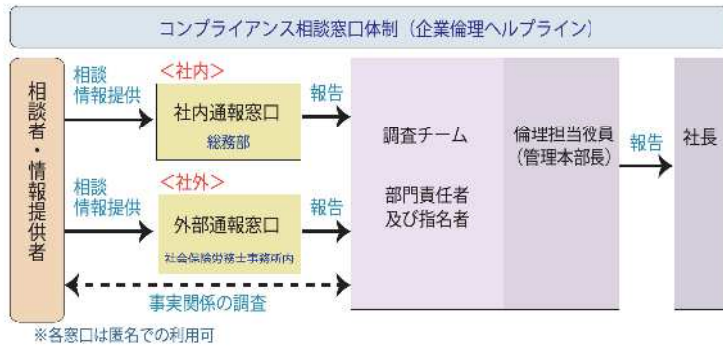 コンプライアンス相談窓口体制（企業倫理ヘルプライン）
相談者・情報提供者
相談
情報提供
＜社内＞
社内通報窓口
総務部
報告
相談
情報提供
＜社外＞
外部通報窓口
社会保険労務士事務所内
報告
調査チーム
部門責任者
及び指名者
倫理担当役員
（管理本部長）
報告
社長
事実関係の調査
※各窓口は匿名での利用可